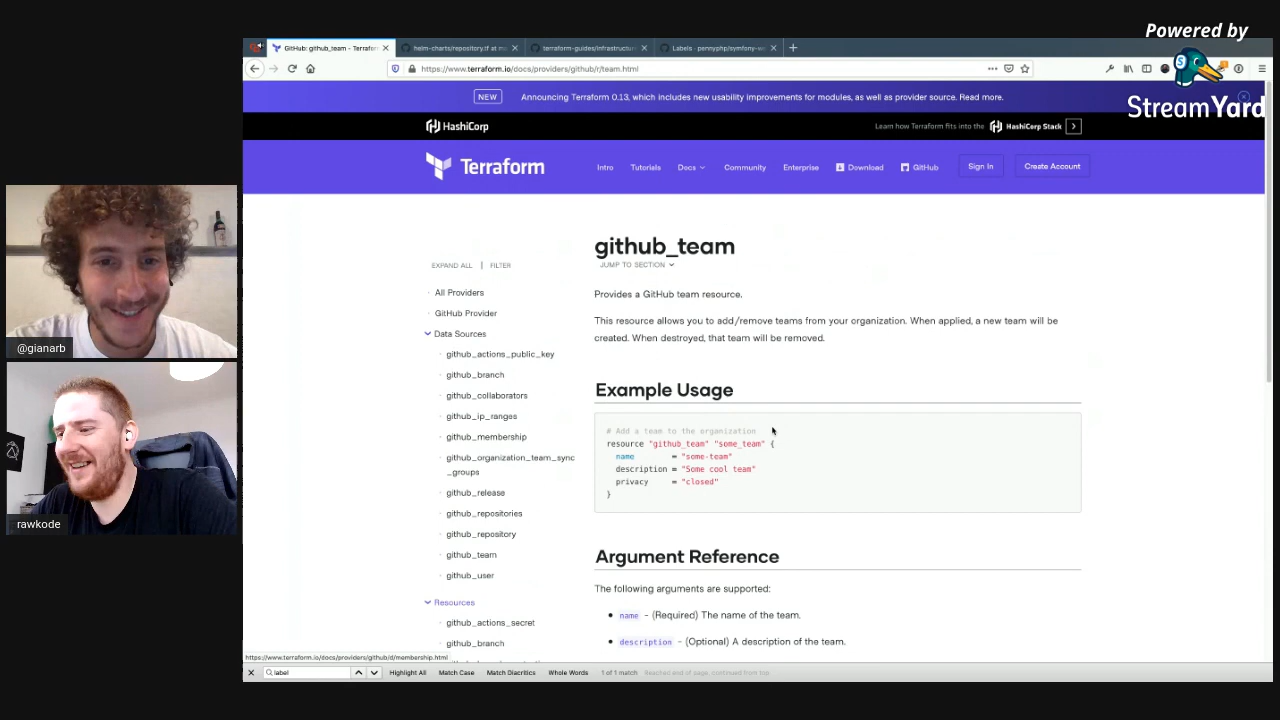 Powered by
StreamYard
GitHub: github_team - Terrafor
helm-charts/repository.tf at m
terraform-guides/infrastructur
Labels · pennyphp/symfony-w
https://www.terraform.io/docs/providers/github/r/team.html
NEW
Announcing Terraform 0.13, which includes new usability improvements for modules, as well as provider source. Read more.
HashiCorp
Learn how Terraform fits into the
HashiCorp Stack
Terraform
Intro
Tutorials
Docs
Community
Enterprise
Download
GitHub
Sign In
Create Account
EXPAND ALL | FILTER
All Providers
GitHub Provider
Data Sources
github_actions_public_key
github_branch
github_collaborators
github_ip_ranges
github_membership
github_organization_team_sync
_groups
github_release
github_repositories
github_repository
github_team
github_user
Resources
github_actions_secret
github_branch
github_team
JUMP TO SECTION
Provides a GitHub team resource.
This resource allows you to add/remove teams from your organization. When applied, a new team will be
created. When destroyed, that team will be removed.
Example Usage
# Add a team to the organization
resource "github_team" "some_team" {
name = "some-team"
description = "Some cool team"
privacy = "closed"
}
Argument Reference
The following arguments are supported:
name - (Required) The name of the team.
description - (Optional) A description of the team.
https://www.terraform.io/docs/providers/github/d/membership.html
label
Highlight All
Match Case
Match Diacritics
Whole Words
1 of 1 match
Reached end of page, continued from top
@gianarb
rawkode